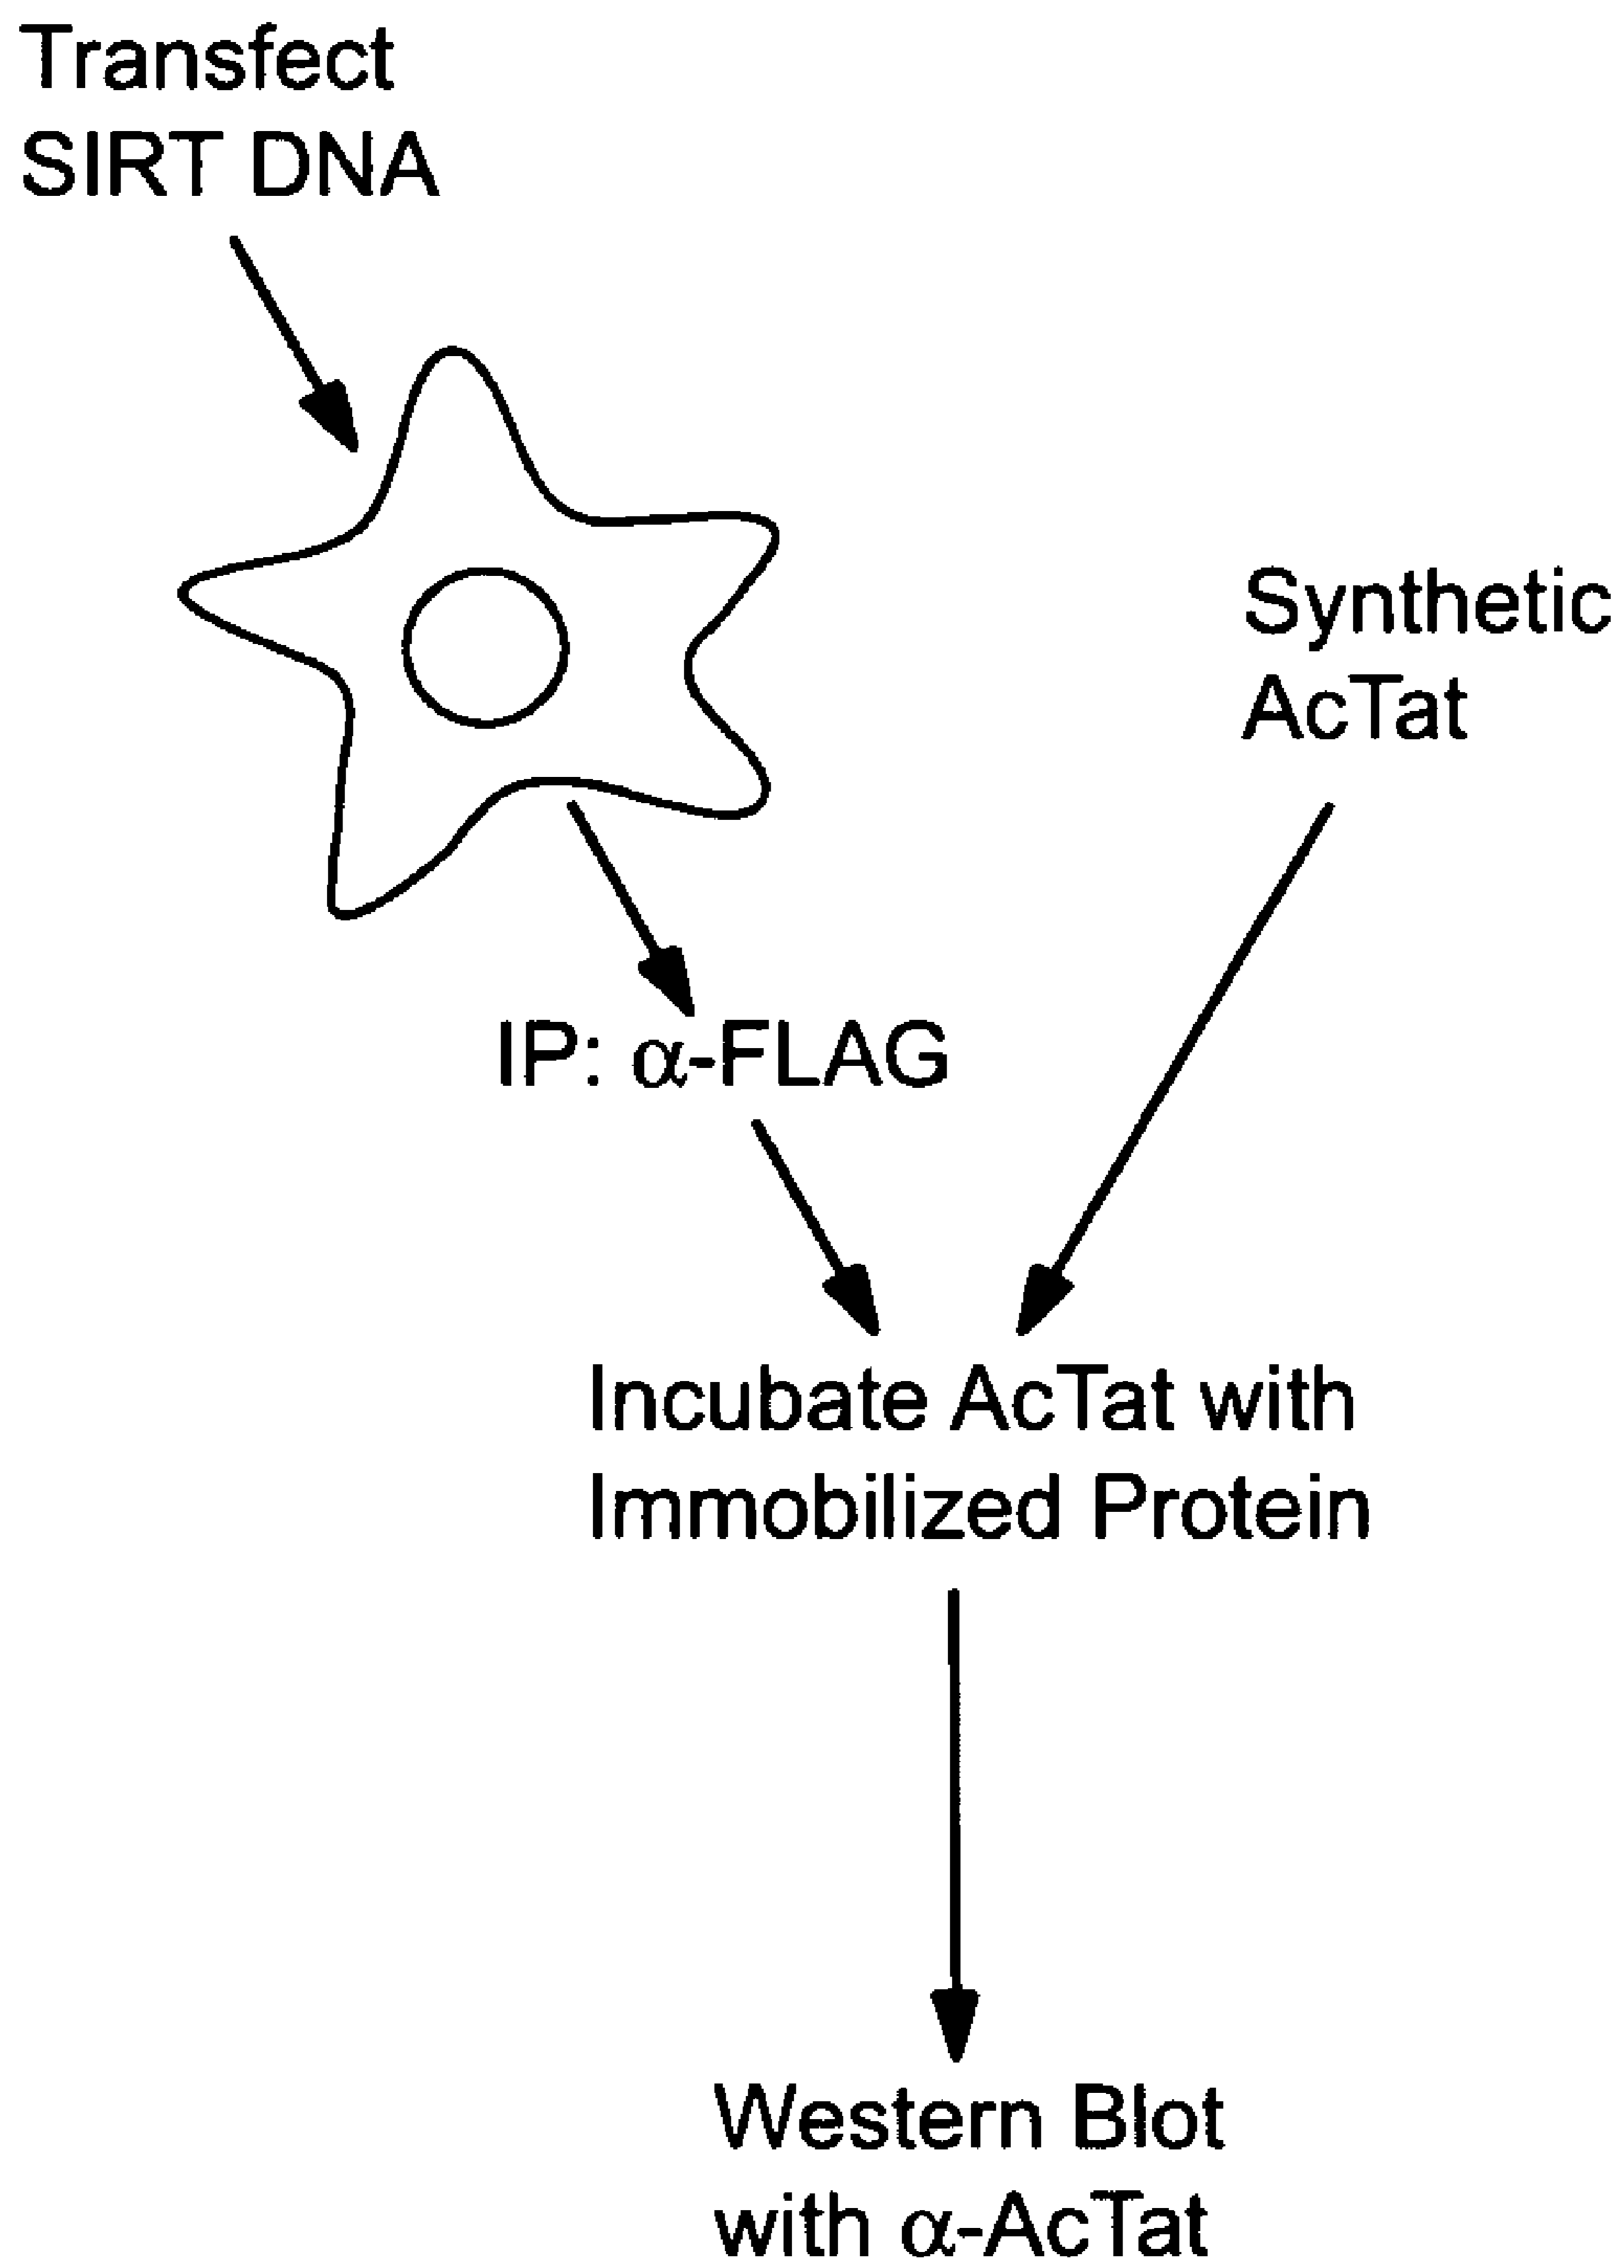 Transfect
SIRT DNA
Synthetic
AcTat
IP: α-FLAG
Incubate AcTat with
Immobilized Protein
Western Blot
with α-AcTat